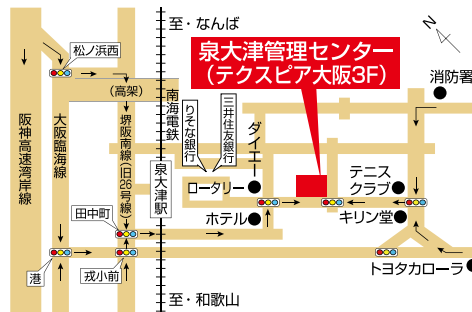 至・なんば
N
松ノ浜西
泉大津管理センター
(テクスピア大阪3F)
消防署
(高架)
南海電鉄
りそな銀行
三井住友銀行
ダイエー
阪神高速湾岸線
大阪臨海線
堺阪南線(旧26号線)
泉大津駅
ロータリー
テニス
クラブ
田中町
ホテル
キリン堂
港
戎小前
トヨタカローラ
至・和歌山